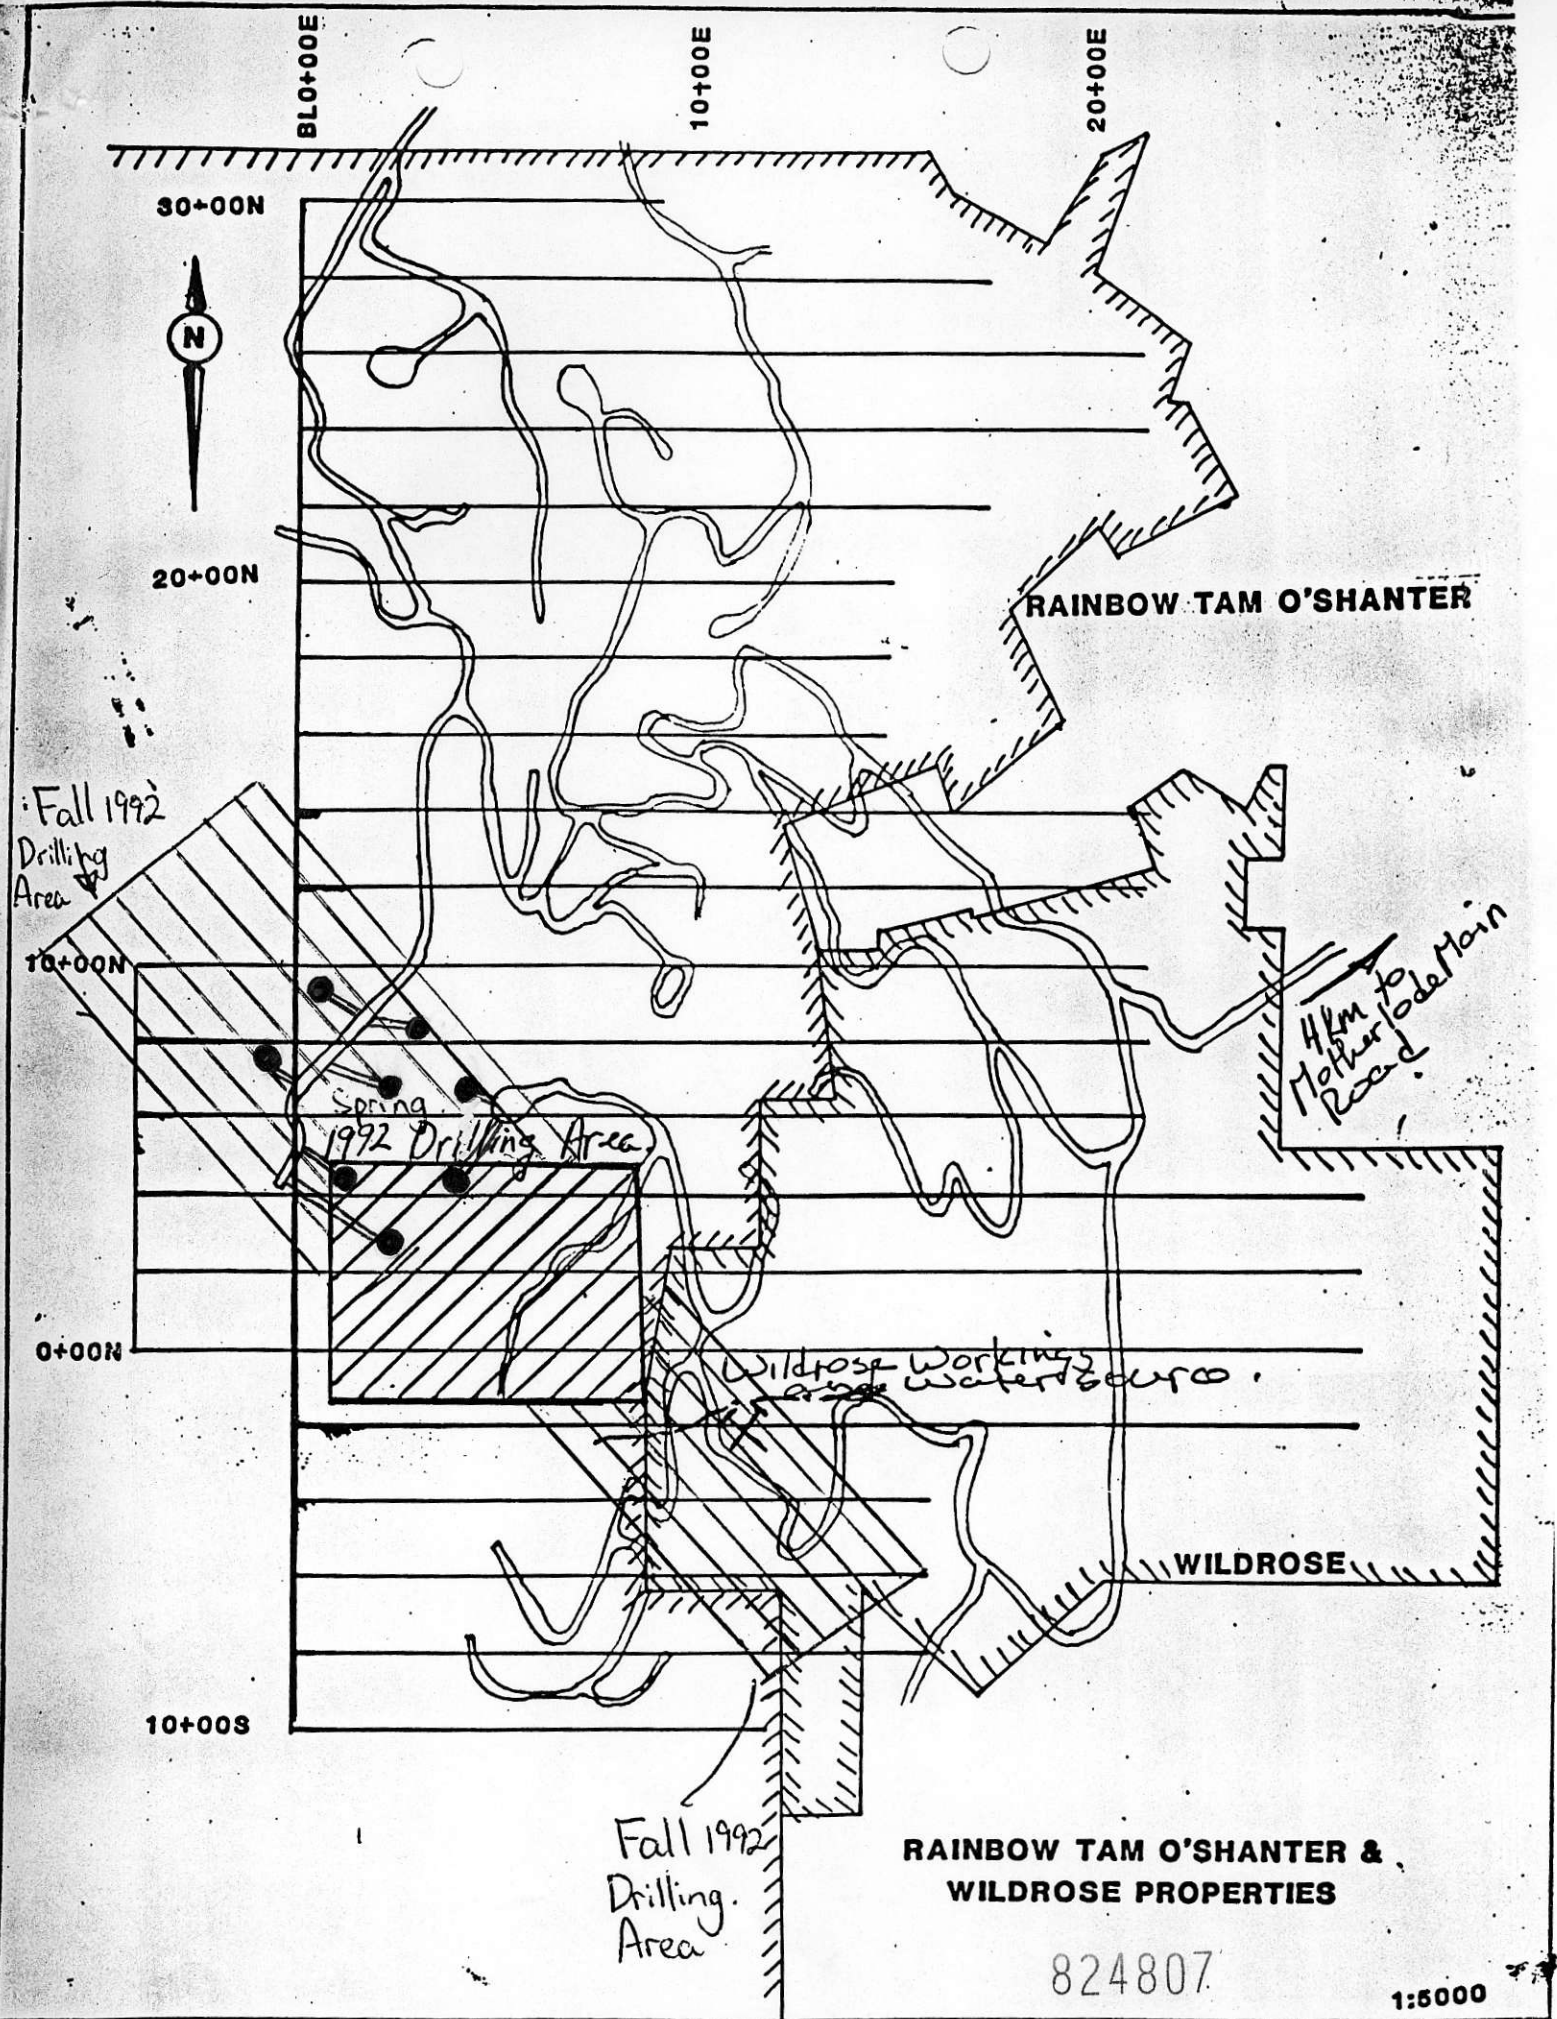 BL0+00E
10+00E
20+00E
30+00N
N
20+00N
RAINBOW TAM O'SHANTER
Fall 1992
Drilling
Area
10+00N
4km to
Motherlode Main
Road
Spring
1992 Drilling Area
0+00N
Wildrose Workings
water source.
WILDROSE
10+00S
Fall 1992
Drilling.
Area
RAINBOW TAM O'SHANTER &
WILDROSE PROPERTIES
824807
1:5000